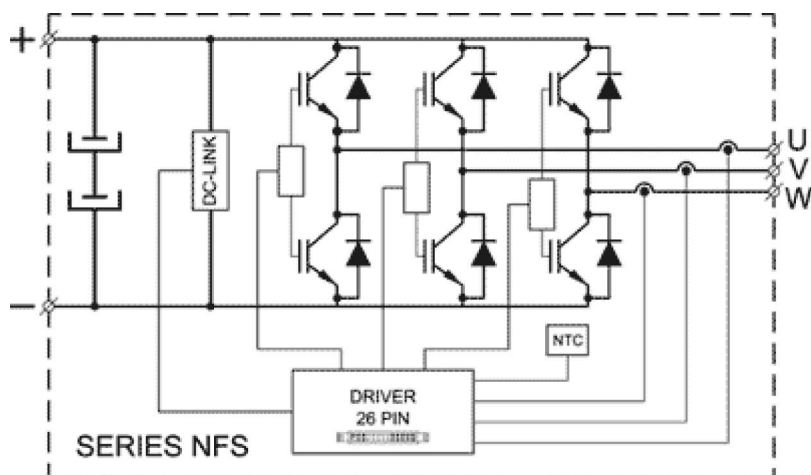 +
U
V
W
DC-LINK
−
NTC
DRIVER
26 PIN
SERIES NFS